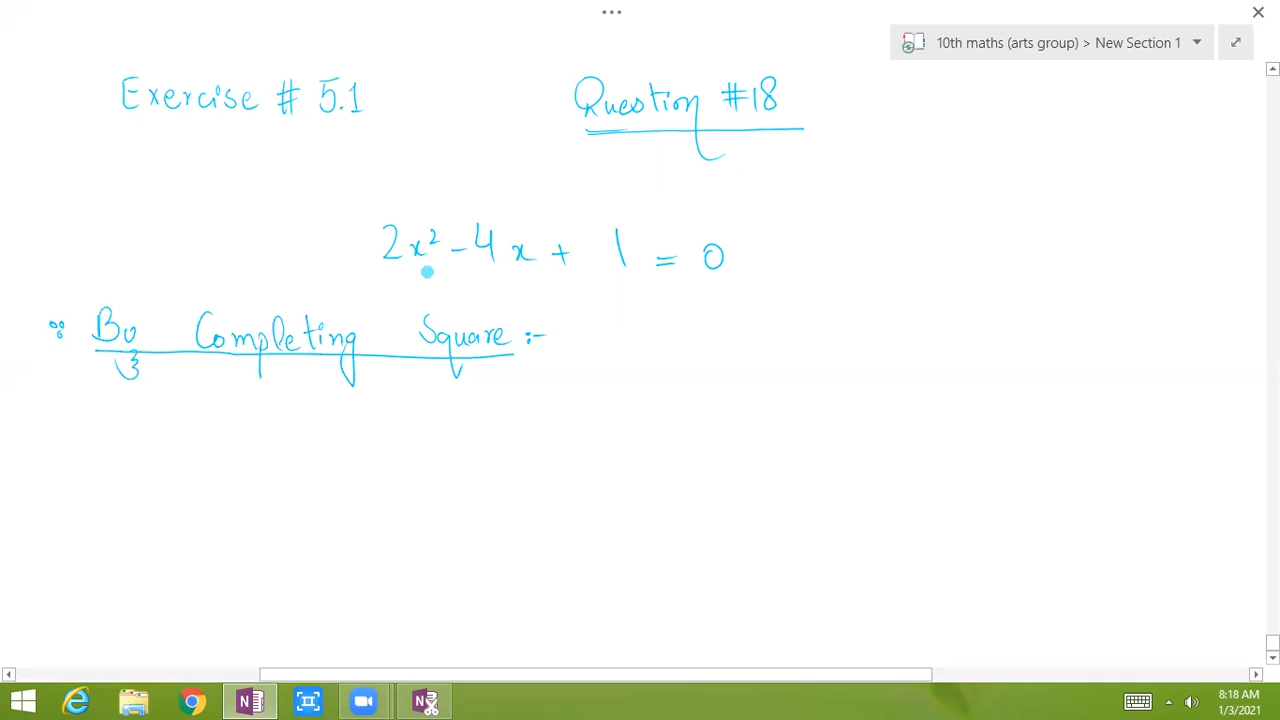 10th maths (arts group) > New Section 1
Exercise # 5.1 Question #18
2x² - 4x + 1 = 0
By Completing Square :-
8:18 AM
1/3/2021